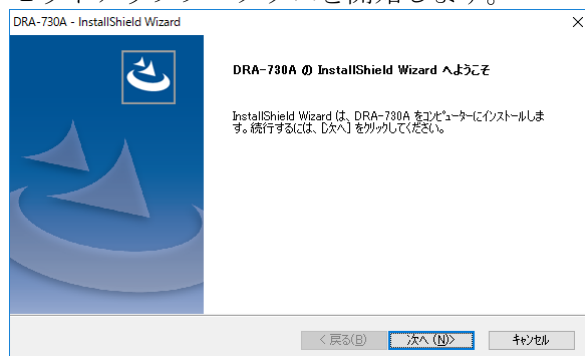 DRA-730A - InstallShield Wizard
DRA-730A の InstallShield Wizard へようこそ
InstallShield Wizard は、DRA-730A をコンピューターにインストールしま
す。続行するには、[次へ] をクリックしてください。
< 戻る(B)
次へ (N)>
キャンセル